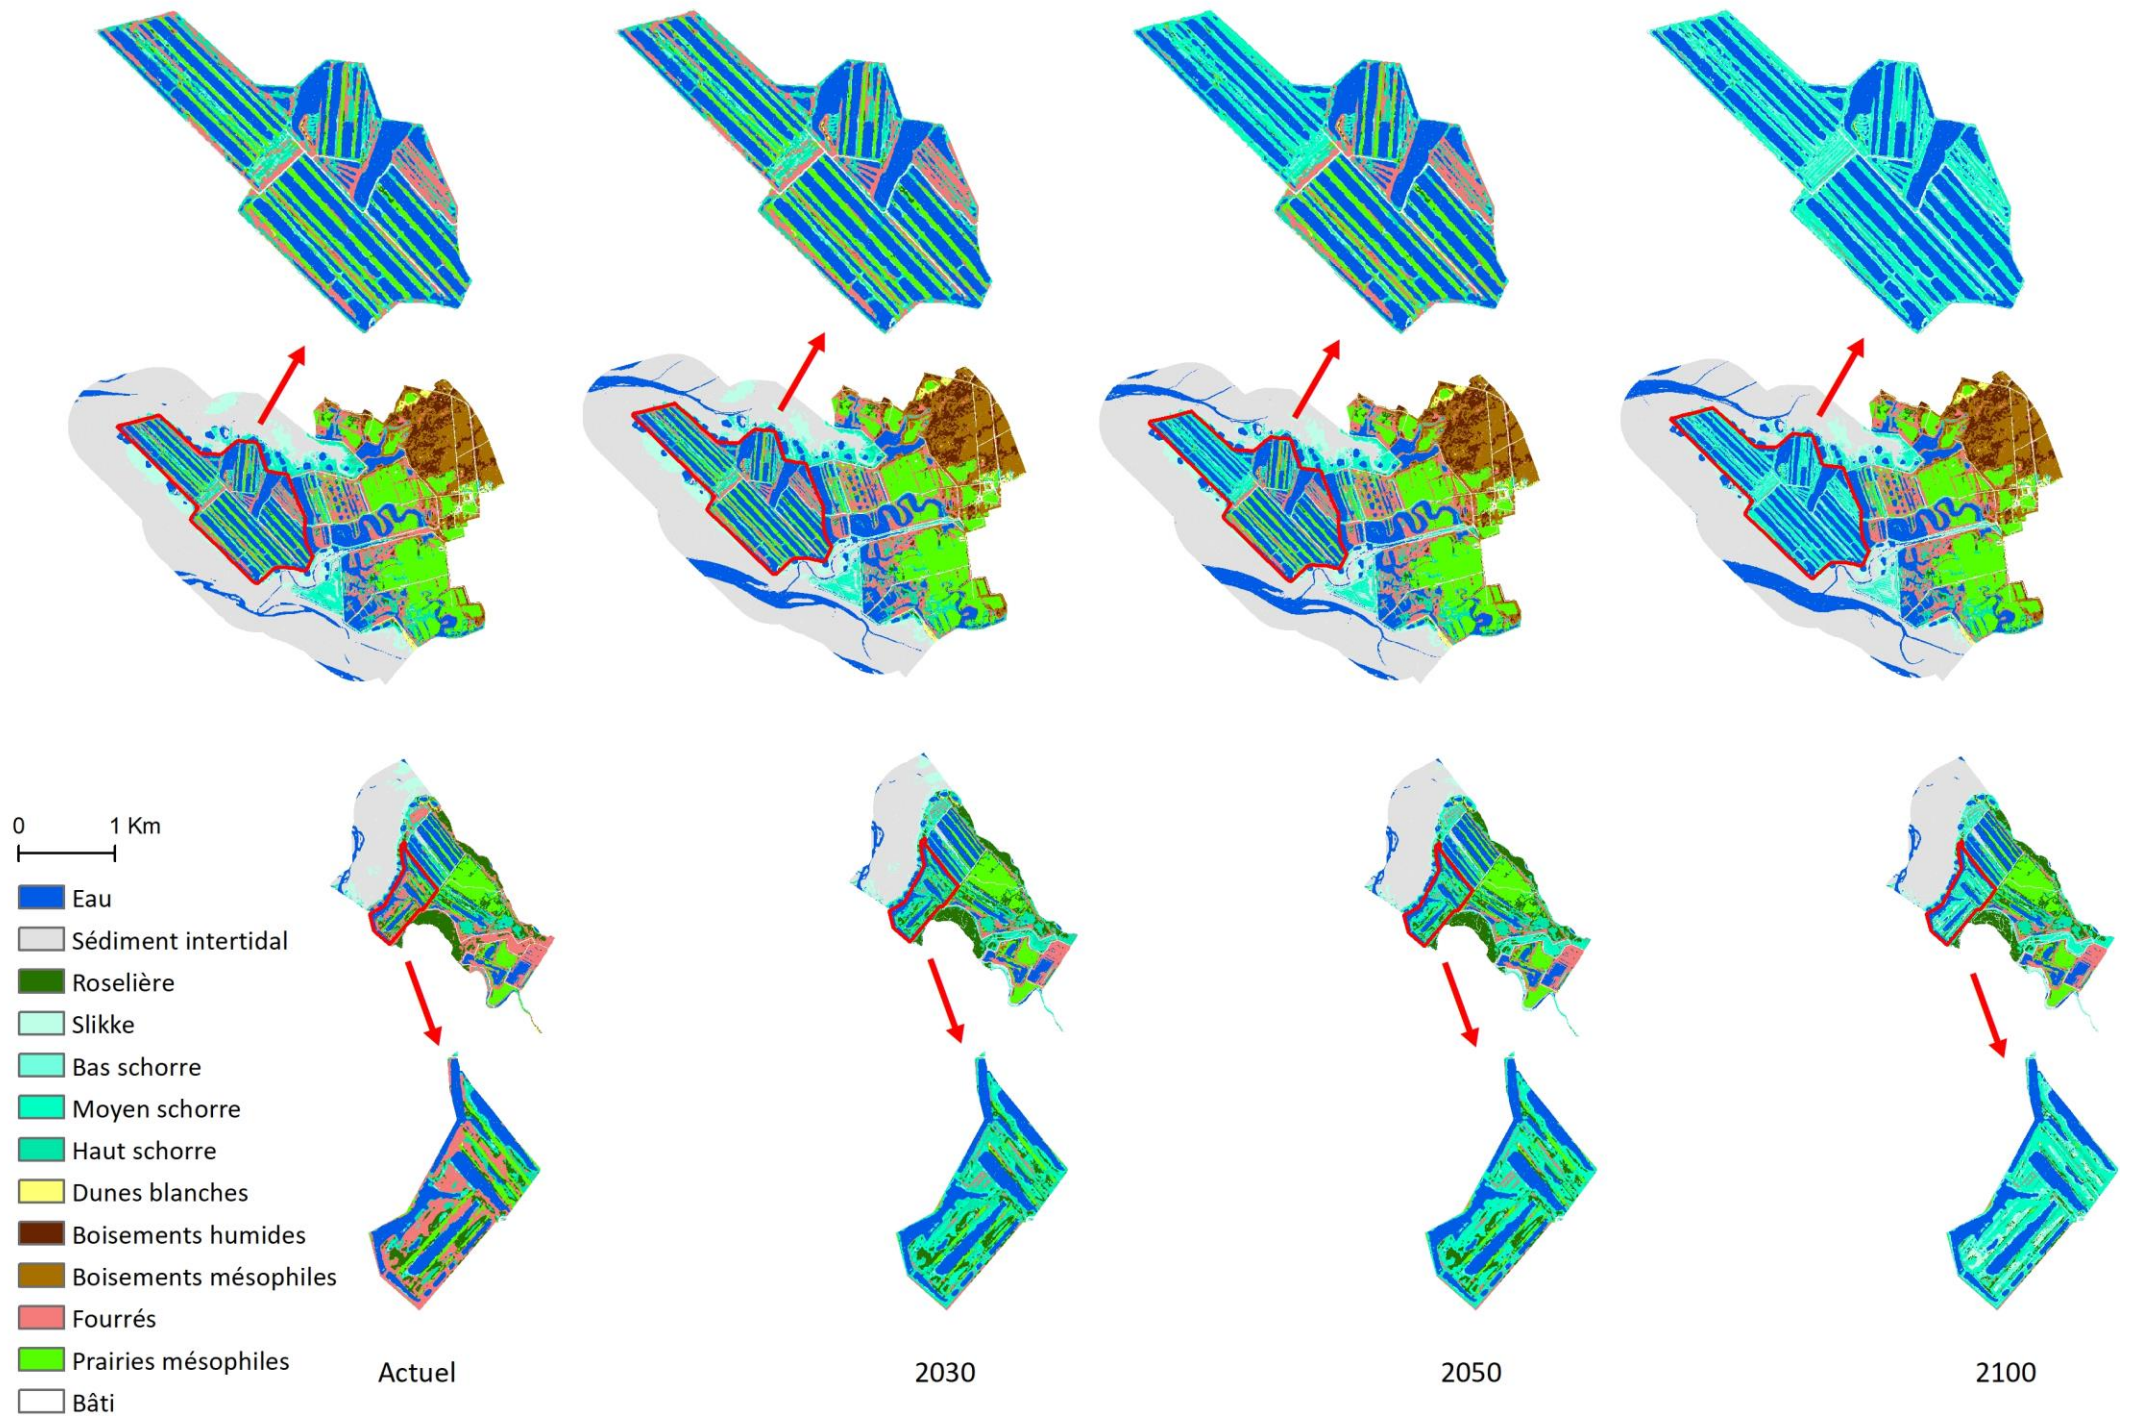 0 1 Km
Eau
Sédiment intertidal
Roselière
Slikke
Bas schorre
Moyen schorre
Haut schorre
Dunes blanches
Boisements humides
Boisements mésophiles
Fourrés
Prairies mésophiles
Bâti
Actuel 2030 2050 2100